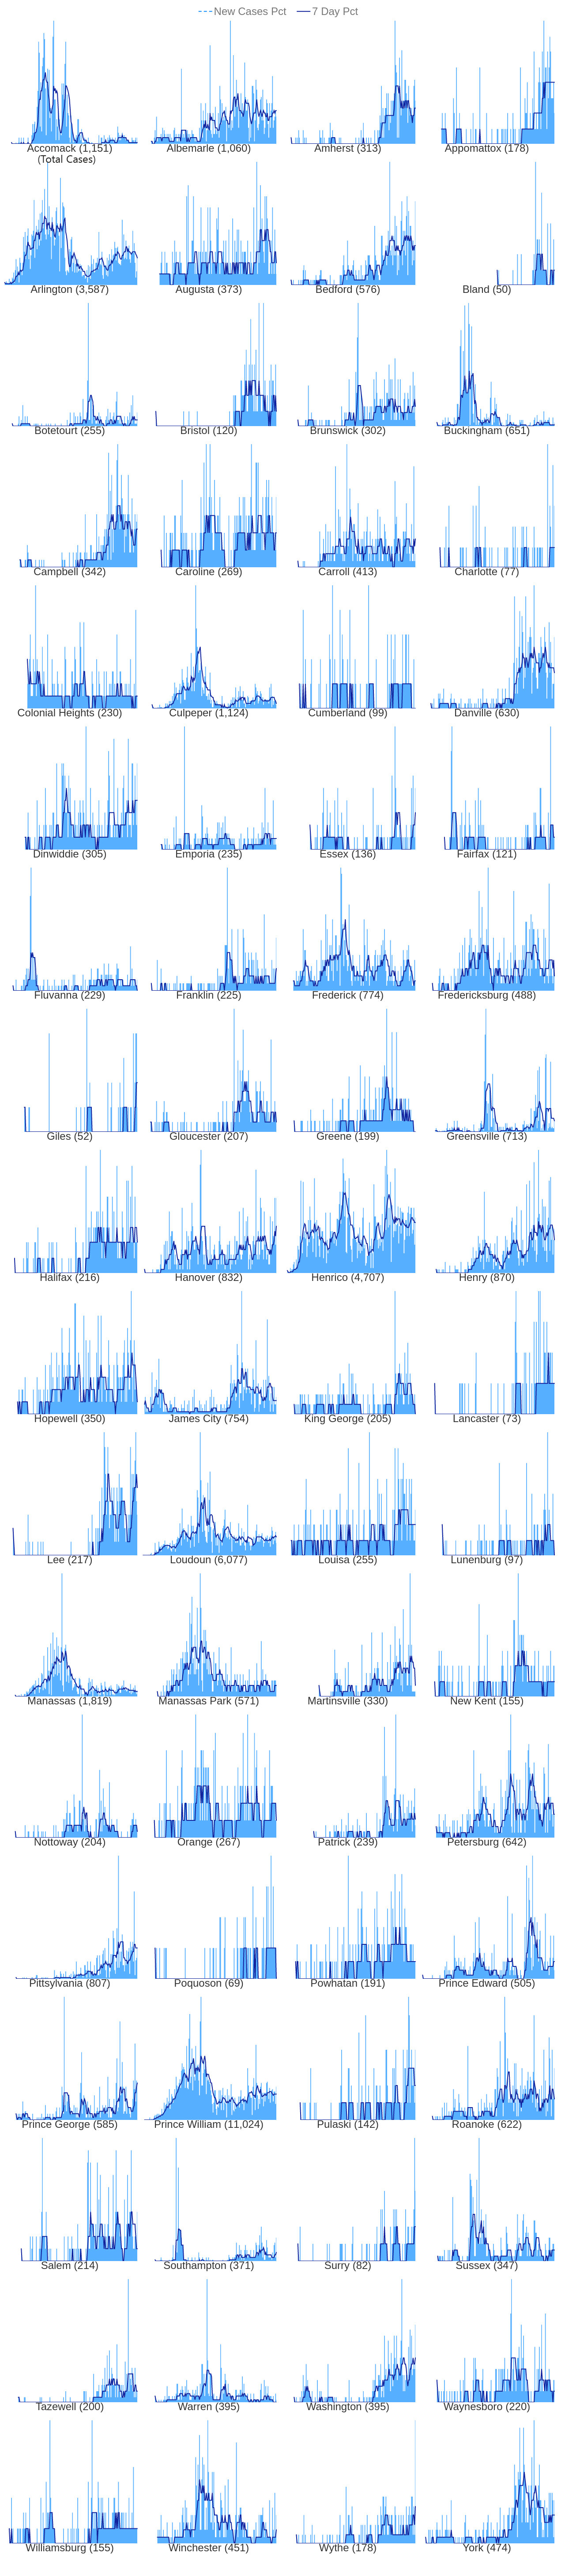 New Cases Pct 7 Day Pct
Accomack (1,151) Albemarle (1,060) Amherst (313) Appomattox (178)
(Total Cases)
Arlington (3,587) Augusta (373) Bedford (576) Bland (50)
Botetourt (255) Bristol (120) Brunswick (302) Buckingham (651)
Campbell (342) Caroline (269) Carroll (413) Charlotte (77)
Colonial Heights (230) Culpeper (1,124) Cumberland (99) Danville (630)
Dinwiddie (305) Emporia (235) Essex (136) Fairfax (121)
Fluvanna (229) Franklin (225) Frederick (774) Fredericksburg (488)
Giles (52) Gloucester (207) Greene (199) Greensville (713)
Halifax (216) Hanover (832) Henrico (4,707) Henry (870)
Hopewell (350) James City (754) King George (205) Lancaster (73)
Lee (217) Loudoun (6,077) Louisa (255) Lunenburg (97)
Manassas (1,819) Manassas Park (571) Martinsville (330) New Kent (155)
Nottoway (204) Orange (267) Patrick (239) Petersburg (642)
Pittsylvania (807) Poquoson (69) Powhatan (191) Prince Edward (505)
Prince George (585) Prince William (11,024) Pulaski (142) Roanoke (622)
Salem (214) Southampton (371) Surry (82) Sussex (347)
Tazewell (200) Warren (395) Washington (395) Waynesboro (220)
Williamsburg (155) Winchester (451) Wythe (178) York (474)